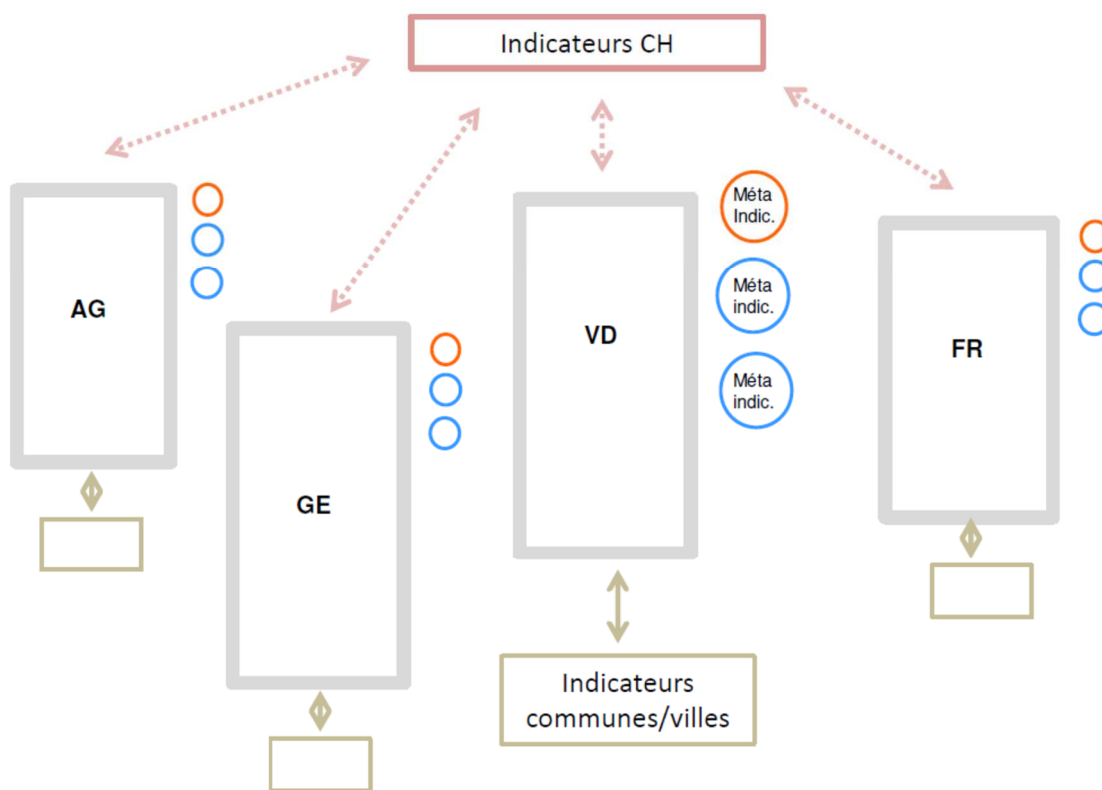 Indicateurs CH
AG
GE
VD
FR
Méta
Indic.
Méta
indic.
Méta
indic.
Indicateurs
communes/villes